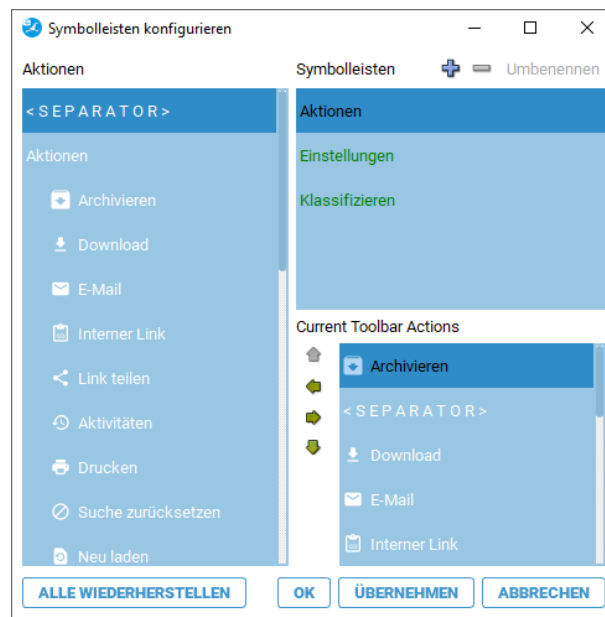 Symbolleisten konfigurieren
Aktionen
Symbolleisten
Umbenennen
<SEPARATOR>
Aktionen
Archivieren
Download
E-Mail
Interner Link
Link teilen
Aktivitäten
Drucken
Suche zurücksetzen
Neu laden
Aktionen
Einstellungen
Klassifizieren
Current Toolbar Actions
Archivieren
<SEPARATOR>
Download
E-Mail
Interner Link
ALLE WIEDERHERSTELLEN
OK
ÜBERNEHMEN
ABBRECHEN